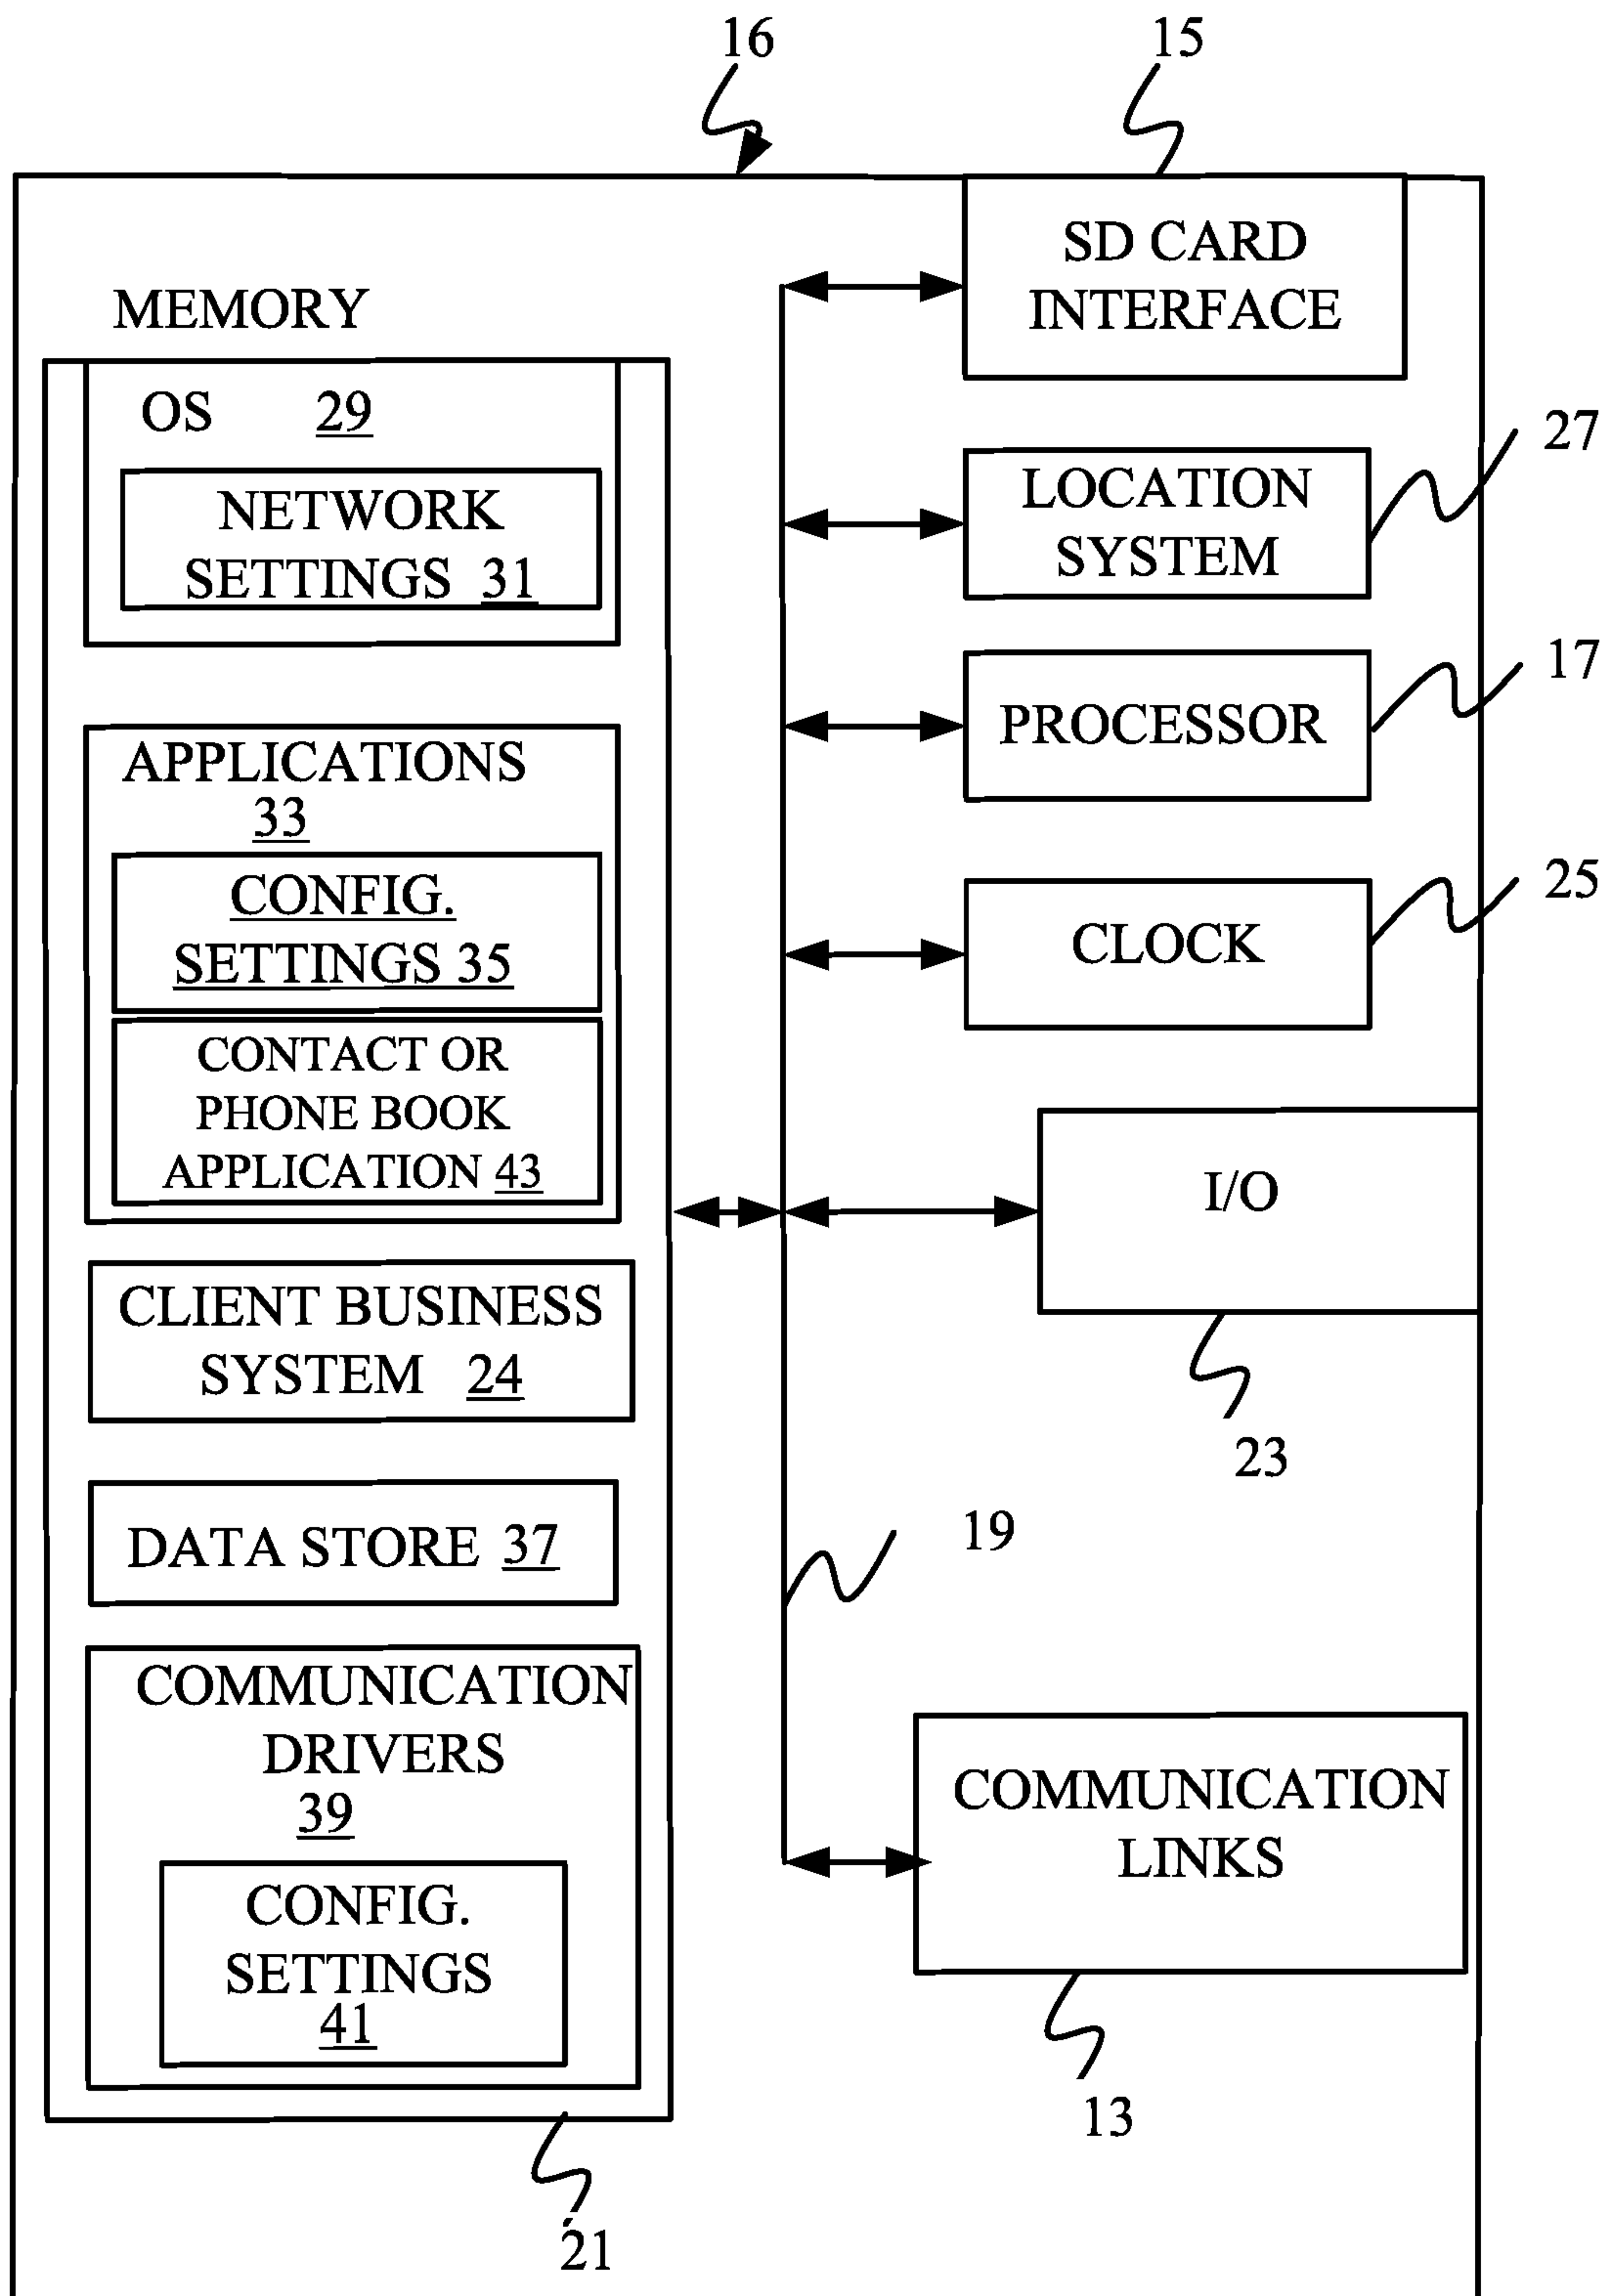 16
15
SD CARD
INTERFACE
MEMORY
OS 29
NETWORK
SETTINGS 31
27
LOCATION
SYSTEM
17
PROCESSOR
APPLICATIONS
33
CONFIG.
SETTINGS 35
25
CLOCK
CONTACT OR
PHONE BOOK
APPLICATION 43
I/O
CLIENT BUSINESS
SYSTEM 24
23
DATA STORE 37
19
COMMUNICATION
DRIVERS
39
CONFIG.
SETTINGS
41
COMMUNICATION
LINKS
13
21